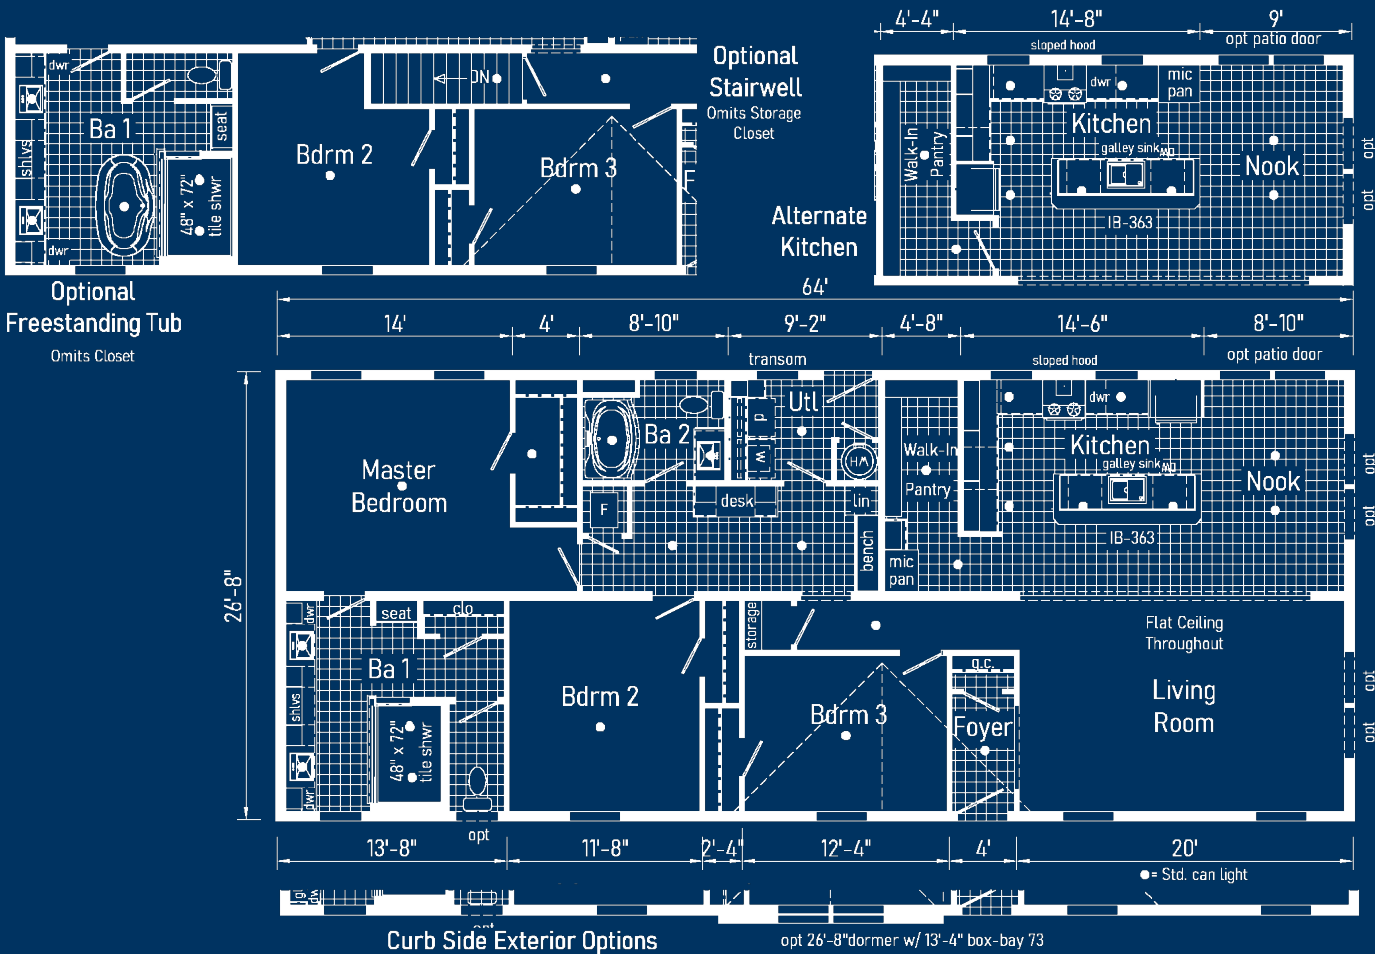 4'-4"
14'-8"
9'
sloped hood
opt patio door
dwr
Ba 1
seat
shlvs
48" x 72"
tile shwr
dwr
Bdrm 2
DN
Bdrm 3
F
Optional
Stairwell
Omits Storage
Closet
dwr
mic
pan
Kitchen
galley sink
DW
Walk-In
Pantry
Nook
IB-363
opt
opt
Alternate
Kitchen
Optional
Freestanding Tub
Omits Closet
64'
14'
4'
8'-10"
9'-2"
4'-8"
14'-6"
8'-10"
transom
sloped hood
opt patio door
26'-8"
Master
Bedroom
Ba 2
Utl
d
w
WH
F
desk
lin
bench
Walk-In
Pantry
mic
pan
dwr
Kitchen
galley sink
DW
IB-363
Nook
opt
opt
dwr
seat
clo
Ba 1
shlvs
48" x 72"
tile shwr
dwr
Bdrm 2
storage
Bdrm 3
g.c.
Foyer
Flat Ceiling
Throughout
Living
Room
opt
opt
opt
13'-8"
11'-8"
2'-4"
12'-4"
4'
20'
= Std. can light
opt
Curb Side Exterior Options
opt 26'-8"dormer w/ 13'-4" box-bay 73